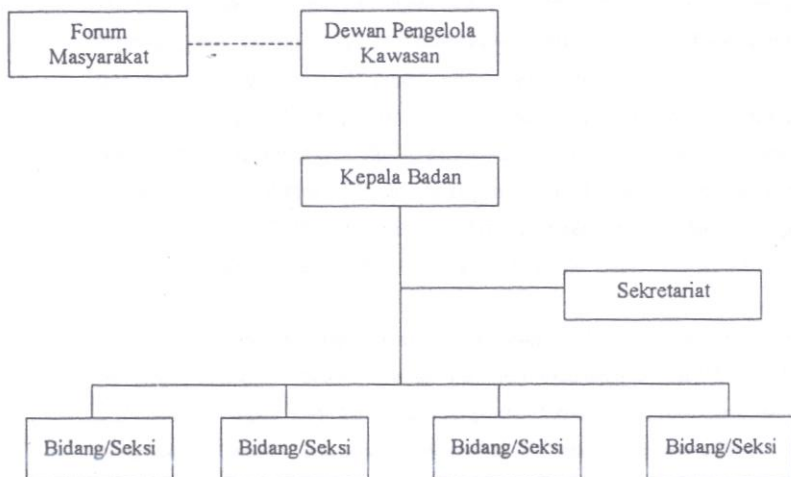 Forum
Masyarakat
Dewan Pengelola
Kawasan
Kepala Badan
Sekretariat
Bidang/Seksi
Bidang/Seksi
Bidang/Seksi
Bidang/Seksi